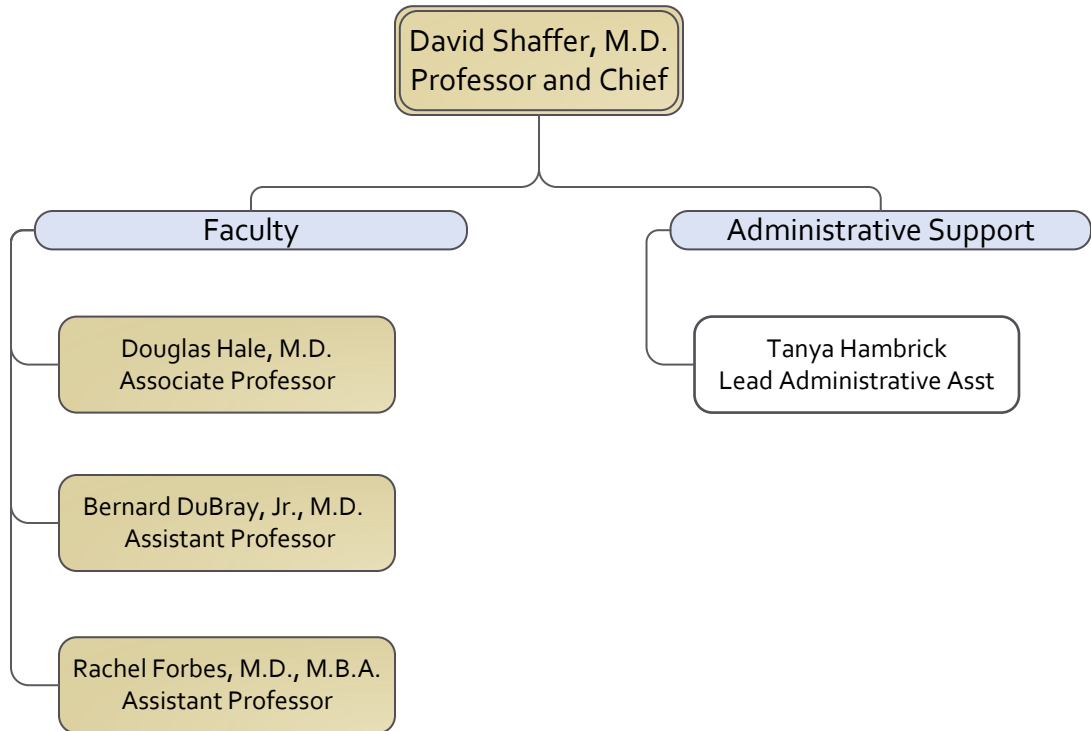 David Shaffer, M.D.
Professor and Chief
Faculty
Administrative Support
Douglas Hale, M.D.
Associate Professor
Tanya Hambrick
Lead Administrative Asst
Bernard DuBray, Jr., M.D.
Assistant Professor
Rachel Forbes, M.D., M.B.A.
Assistant Professor